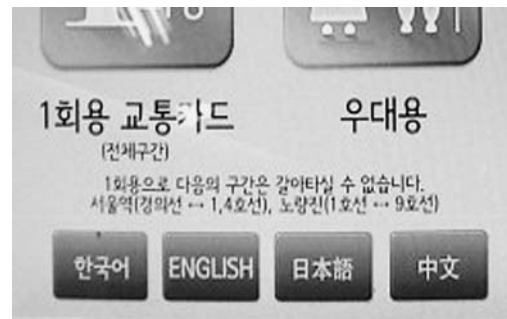 1회용 교통카드
우대용
(전체구간)
1회용으로 다음의 구간은 갈아타실 수 없습니다.
서울역(경의선 ↔ 1,4호선), 노량진(1호선 ↔ 9호선)
한국어
ENGLISH
日本語
中文